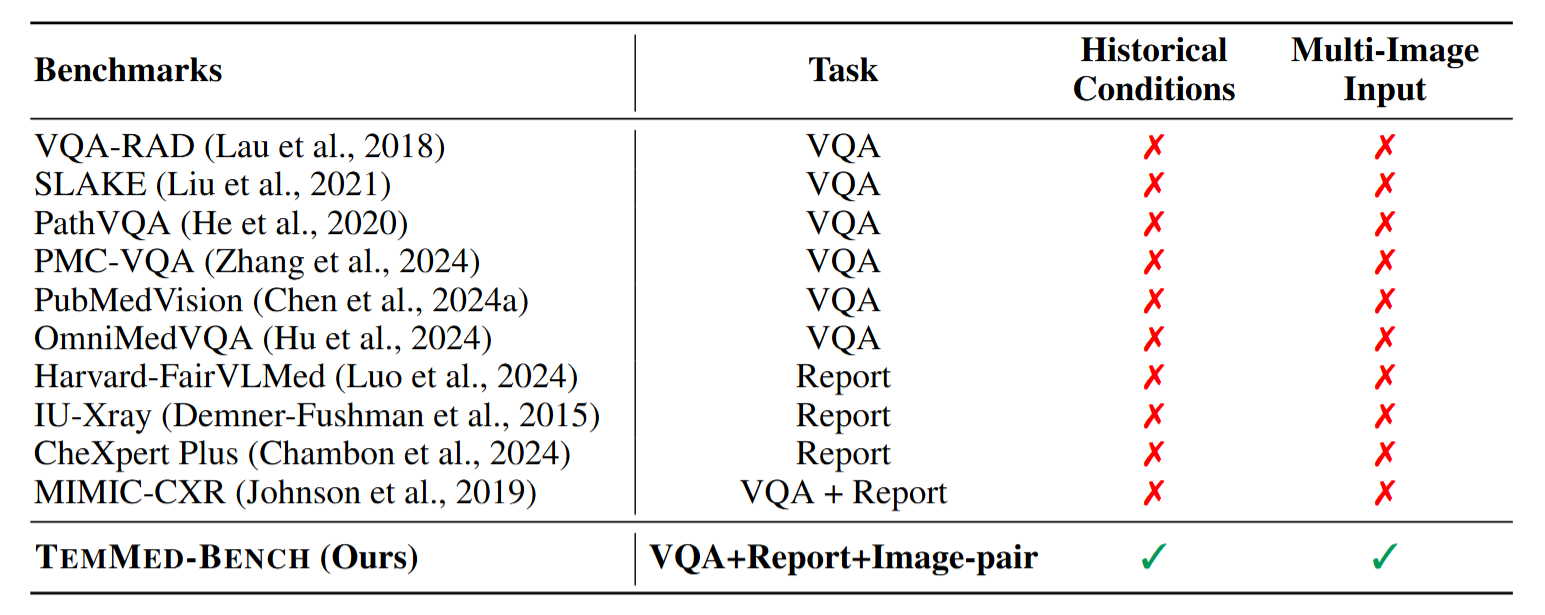 Benchmarks Task Historical Conditions Multi-Image Input
VQA-RAD (Lau et al., 2018) VQA ✗ ✗
SLAKE (Liu et al., 2021) VQA ✗ ✗
PathVQA (He et al., 2020) VQA ✗ ✗
PMC-VQA (Zhang et al., 2024) VQA ✗ ✗
PubMedVision (Chen et al., 2024a) VQA ✗ ✗
OmniMedVQA (Hu et al., 2024) VQA ✗ ✗
Harvard-FairVLMed (Luo et al., 2024) Report ✗ ✗
IU-Xray (Demner-Fushman et al., 2015) Report ✗ ✗
CheXpert Plus (Chambon et al., 2024) Report ✗ ✗
MIMIC-CXR (Johnson et al., 2019) VQA + Report ✗ ✗
TEMMED-BENCH (Ours) VQA+Report+Image-pair ✓ ✓